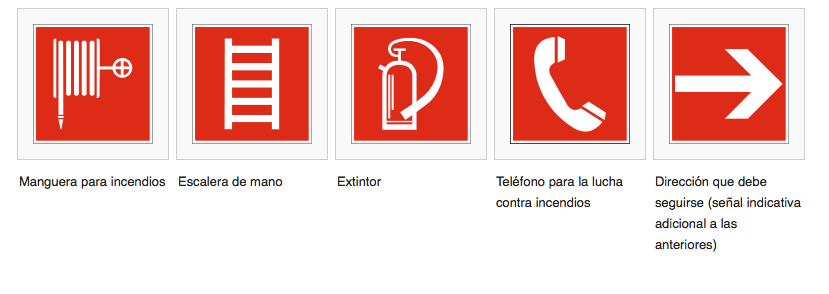 Manguera para incendios
Escalera de mano
Extintor
Teléfono para la lucha
contra incendios
Dirección que debe
seguirse (señal indicativa
adicional a las
anteriores)